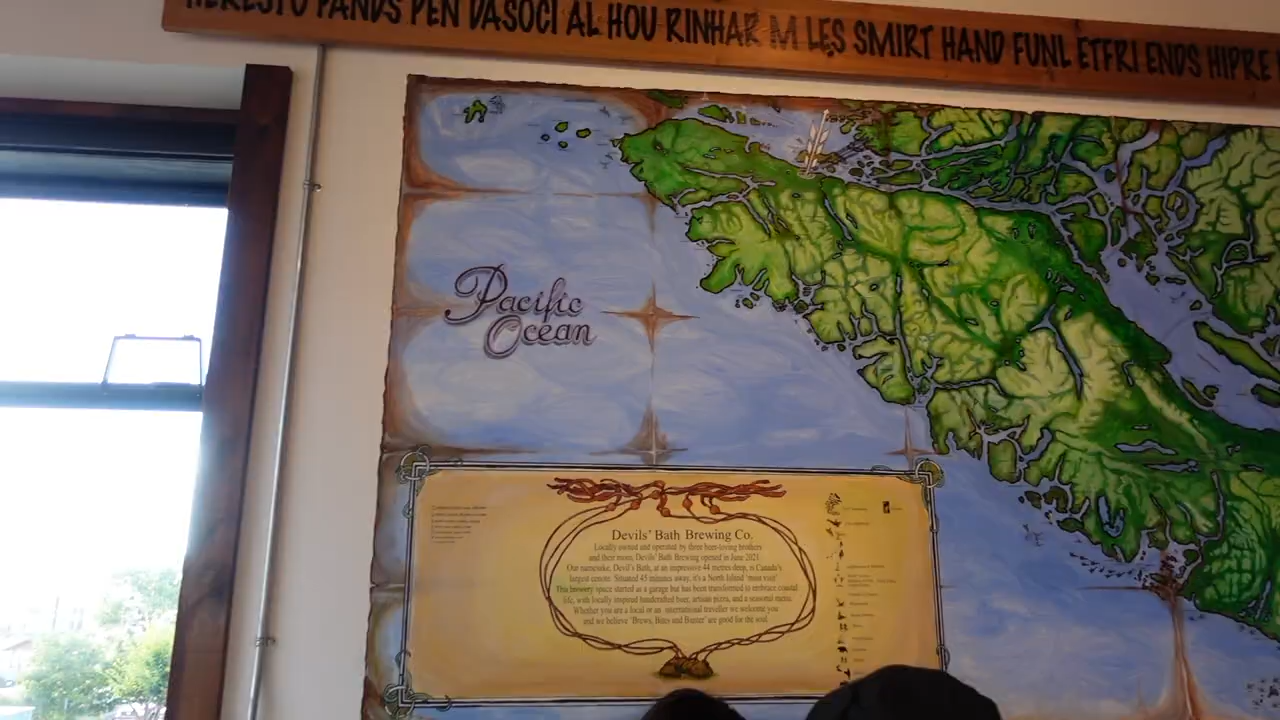 HERESTO PANDS PEN DASOCI AL HOU RINHAR M LES SMIRT HAND FUNL ETFRI ENDS HIPRE
Pacific
Ocean
Devils' Bath Brewing Co.
Locally owned and operated by three beer-loving brothers
and their mom, Devils' Bath Brewing opened in June 2021.
Our namesake, Devil's Bath, at an impressive 44 metres deep, is Canada's
largest cenote. Situated 45 minutes away, it's a North Island 'must visit'
This brewery space started as a garage but has been transformed to embrace coastal
life, with locally inspired handcrafted beer, artisan pizza, and a seasonal menu.
Whether you are a local or an international traveller we welcome you
and we believe 'Brews, Bites and Banter' are good for the soul.